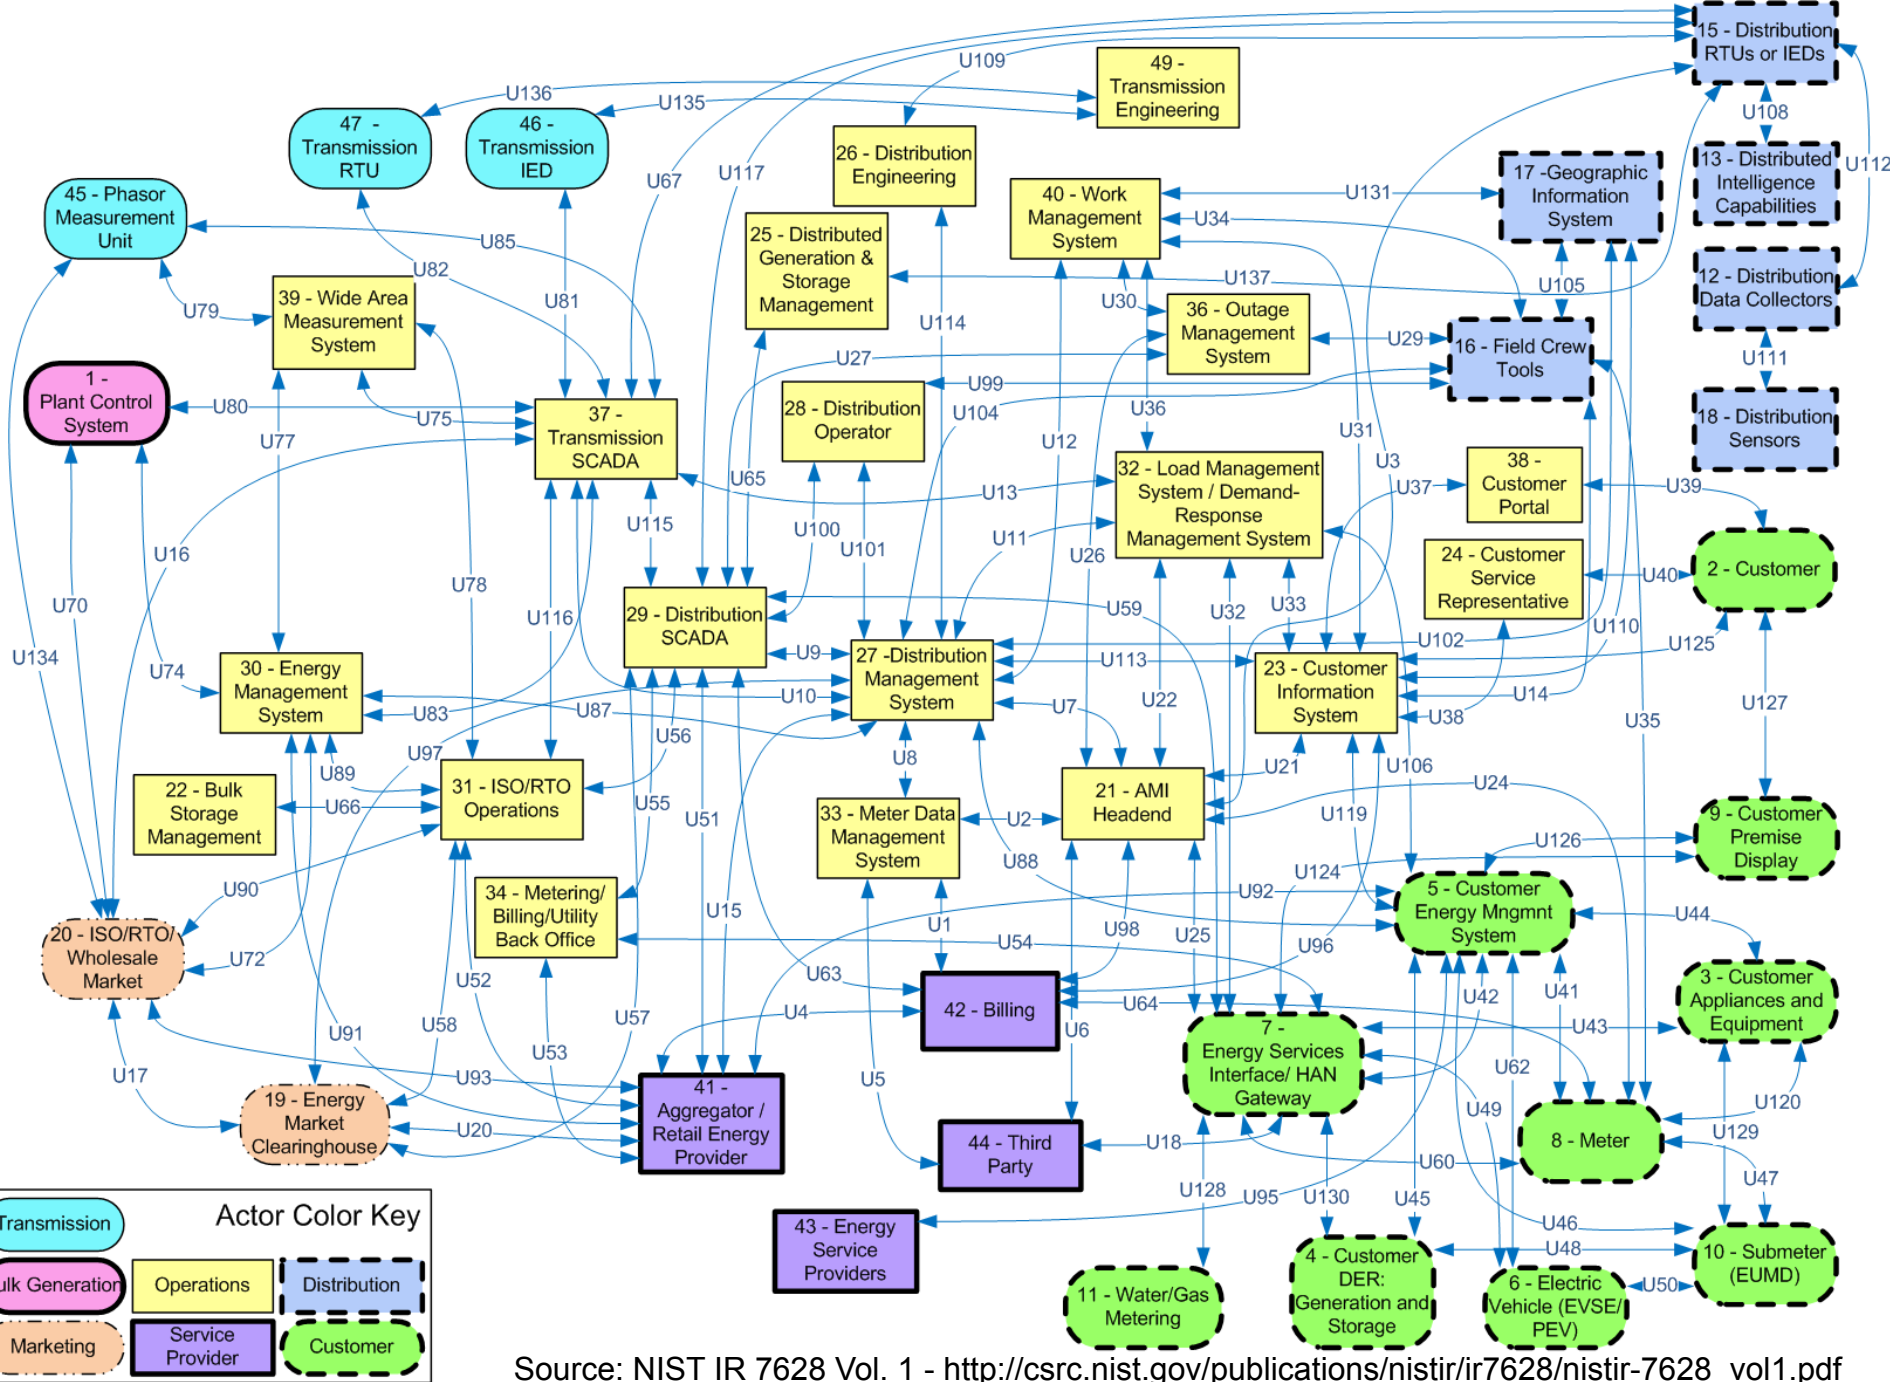 15 - Distribution
RTUs or IEDs
U109
49 -
Transmission
Engineering
U136
U135
U108
47 -
Transmission
RTU
46 -
Transmission
IED
26 - Distribution
Engineering
13 - Distributed
Intelligence
Capabilities
U112
17 -Geographic
Information
System
U67
U117
45 - Phasor
Measurement
Unit
40 - Work
Management
System
U131
U34
25 - Distributed
Generation &
Storage
Management
U85
U82
U137
U105
12 - Distribution
Data Collectors
39 - Wide Area
Measurement
System
U81
U30
36 - Outage
Management
System
U79
U114
U29
16 - Field Crew
Tools
U27
U111
1 -
Plant Control
System
U99
U80
U75
U104
U36
28 - Distribution
Operator
37 -
Transmission
SCADA
18 - Distribution
Sensors
U77
U12
U31
U3
38 -
Customer
Portal
32 - Load Management
System / Demand-
Response
Management System
U65
U13
U37
U39
U115
U100
U101
U11
U26
U16
24 - Customer
Service
Representative
2 - Customer
U40
U78
U70
U116
U59
U32
U33
29 - Distribution
SCADA
U110
U102
U125
U134
U74
U9
27 -Distribution
Management
System
U113
23 - Customer
Information
System
30 - Energy
Management
System
U10
U22
U14
U127
U83
U87
U7
U38
U35
U56
U97
U8
U21
U106
U89
22 - Bulk
Storage
Management
U66
31 - ISO/RTO
Operations
U55
U51
33 - Meter Data
Management
System
U2
21 - AMI
Headend
U24
U119
9 - Customer
Premise
Display
U126
U88
U124
U90
34 - Metering/
Billing/Utility
Back Office
U92
5 - Customer
Energy Mngmnt
System
U15
U1
U98
U25
U44
20 - ISO/RTO/
Wholesale
Market
U54
U96
U72
U63
U52
3 - Customer
Appliances and
Equipment
U42
U41
U64
42 - Billing
U4
U57
U58
U91
U6
U43
7 -
Energy Services
Interface/ HAN
Gateway
U53
U62
U17
U93
U5
41 -
Aggregator /
Retail Energy
Provider
19 - Energy
Market
Clearinghouse
U20
U49
U120
U129
8 - Meter
44 - Third
Party
U18
U60
U47
U128
U95
U130
U45
Actor Color Key
Transmission
43 - Energy
Service
Providers
U46
U48
10 - Submeter
(EUMD)
4 - Customer
DER:
Generation and
Storage
6 - Electric
Vehicle (EVSE/
PEV)
U50
11 - Water/Gas
Metering
ulk Generation
Operations
Distribution
Marketing
Service
Provider
Customer
Source: NIST IR 7628 Vol. 1 - http://csrc.nist.gov/publications/nistir/ir7628/nistir-7628_vol1.pdf